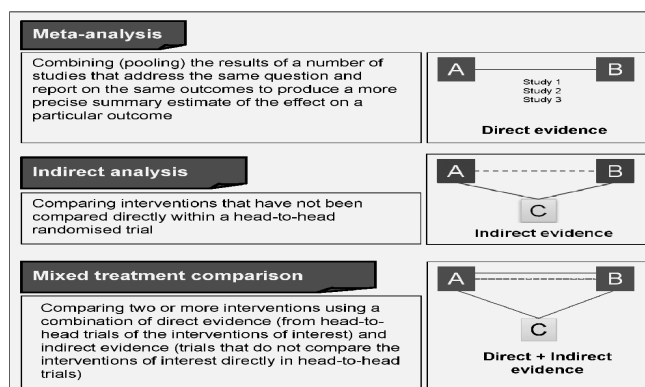 Meta-analysis
Combining (pooling) the results of a number of
studies that address the same question and
report on the same outcomes to produce a more
precise summary estimate of the effect on a
particular outcome
A B
Study 1
Study 2
Study 3
Direct evidence
Indirect analysis
Comparing interventions that have not been
compared directly within a head-to-head
randomised trial
A B
C
Indirect evidence
Mixed treatment comparison
Comparing two or more interventions using a
combination of direct evidence (from head-to-
head trials of the interventions of interest) and
indirect evidence (trials that do not compare the
interventions of interest directly in head-to-head
trials)
A B
C
Direct + Indirect
evidence